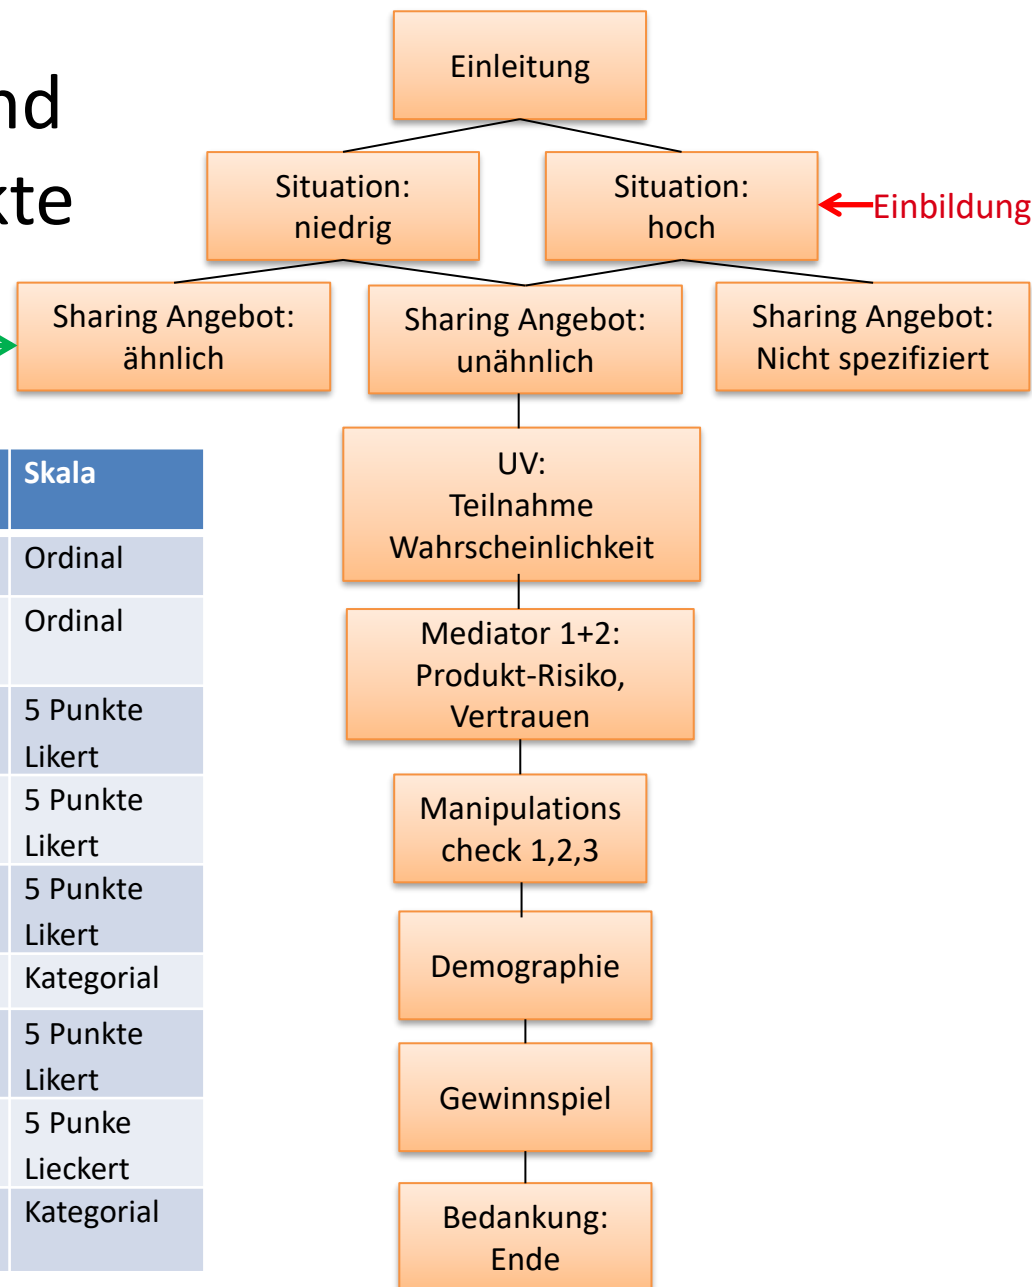 nd
kte
Einleitung
Situation:
niedrig
Situation:
hoch
Einbildung
Sharing Angebot:
ähnlich
Sharing Angebot:
unähnlich
Sharing Angebot:
Nicht spezifiziert
UV:
Teilnahme
Wahrscheinlichkeit
Mediator 1+2:
Produkt-Risiko,
Vertrauen
Manipulations
check 1,2,3
Demographie
Gewinnspiel
Bedankung:
Ende
Skala
Ordinal
Ordinal
5 Punkte
Likert
5 Punkte
Likert
5 Punkte
Likert
Kategorial
5 Punkte
Likert
5 Punke
Lieckert
Kategorial